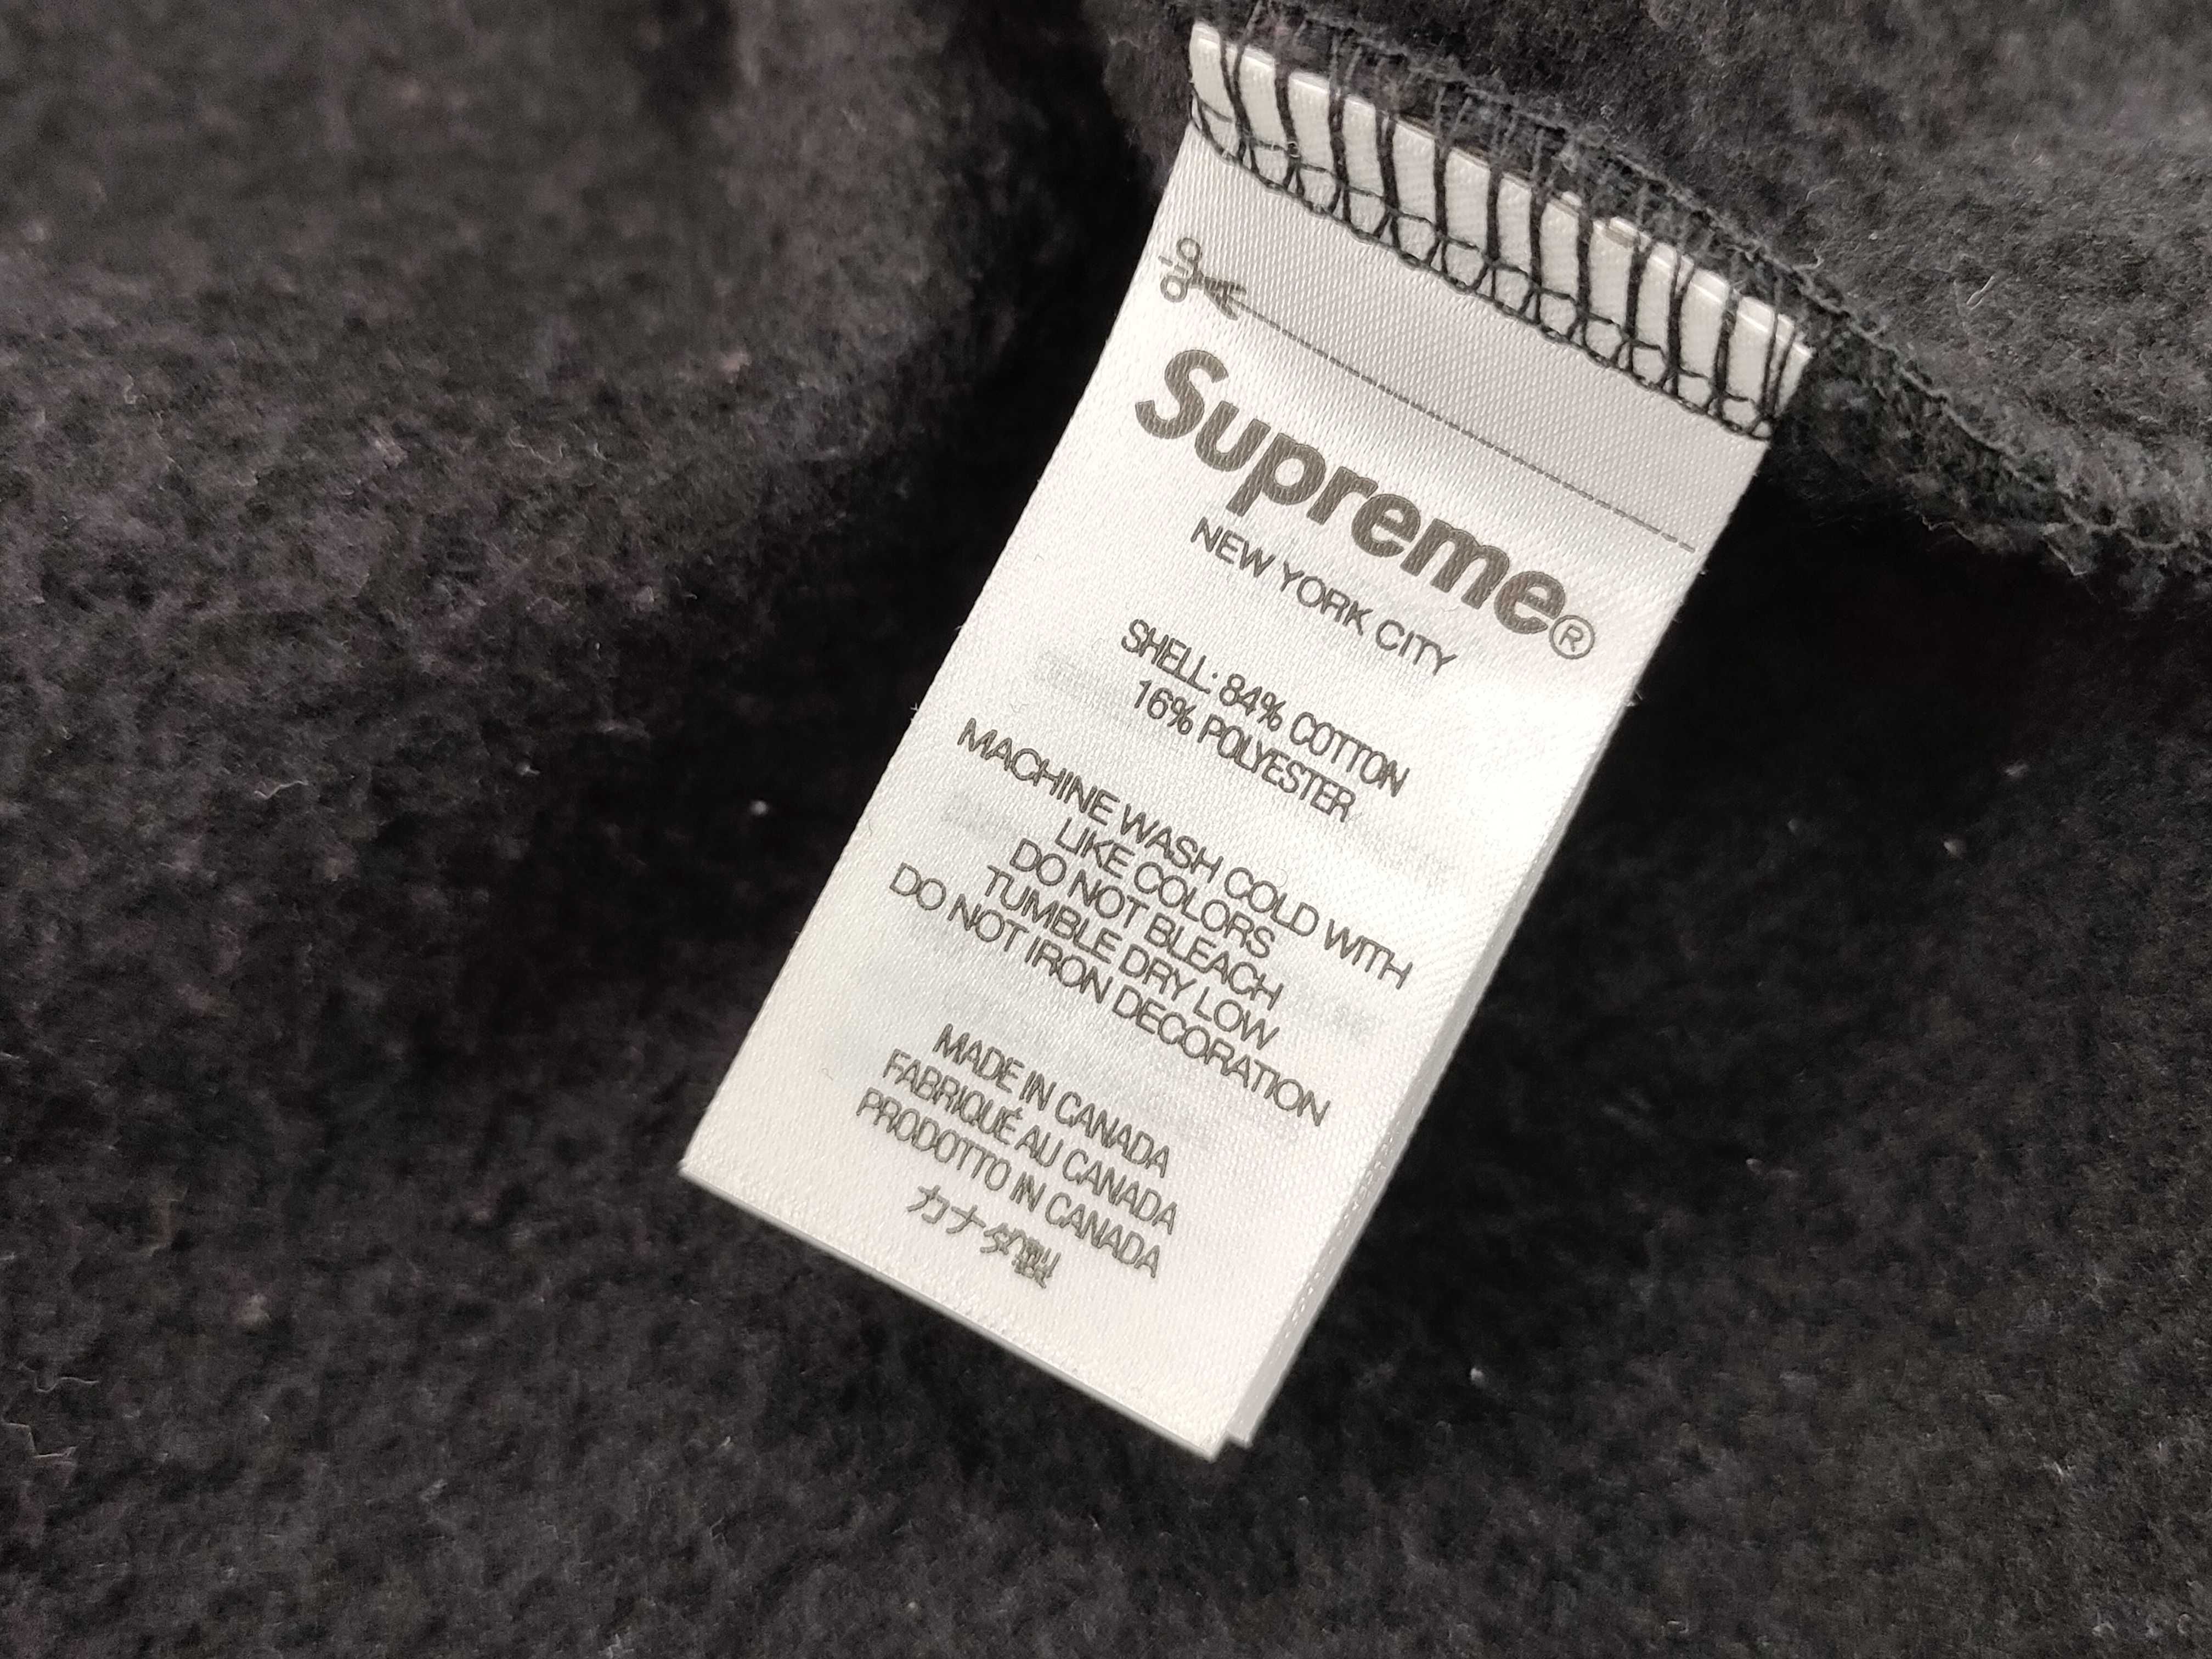 Supreme®
NEW YORK CITY
SHELL: 84% COTTON
16% POLYESTER
MACHINE WASH COLD WITH
LIKE COLORS
DO NOT BLEACH
TUMBLE DRY LOW
DO NOT IRON DECORATION
MADE IN CANADA
FABRIQUÉ AU CANADA
PRODOTTO IN CANADA
カナダ製